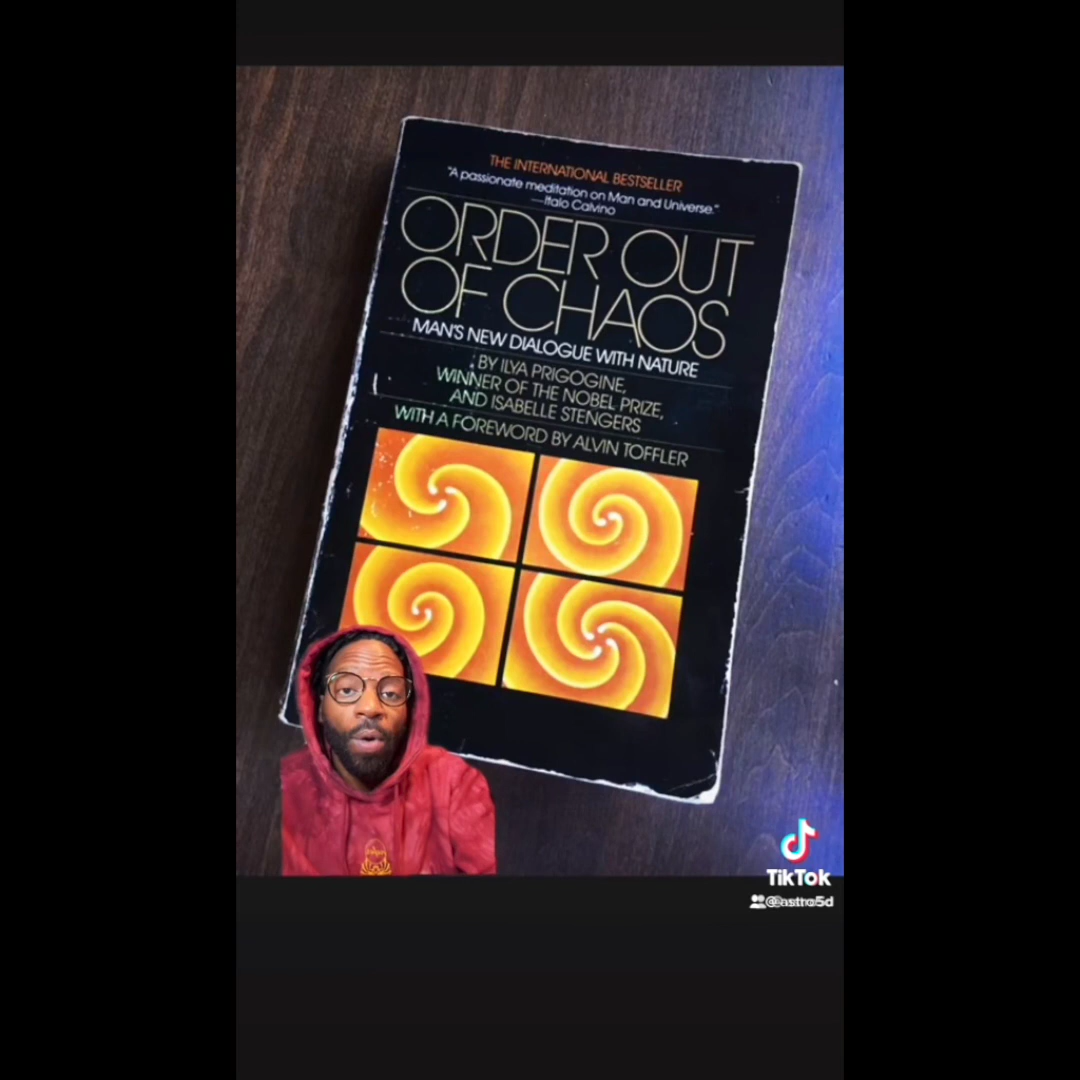 THE INTERNATIONAL BESTSELLER
"A passionate meditation on Man and Universe."
—Italo Calvino
ORDER OUT
OF CHAOS
MAN'S NEW DIALOGUE WITH NATURE
BY ILYA PRIGOGINE,
WINNER OF THE NOBEL PRIZE,
AND ISABELLE STENGERS
WITH A FOREWORD BY ALVIN TOFFLER
TikTok